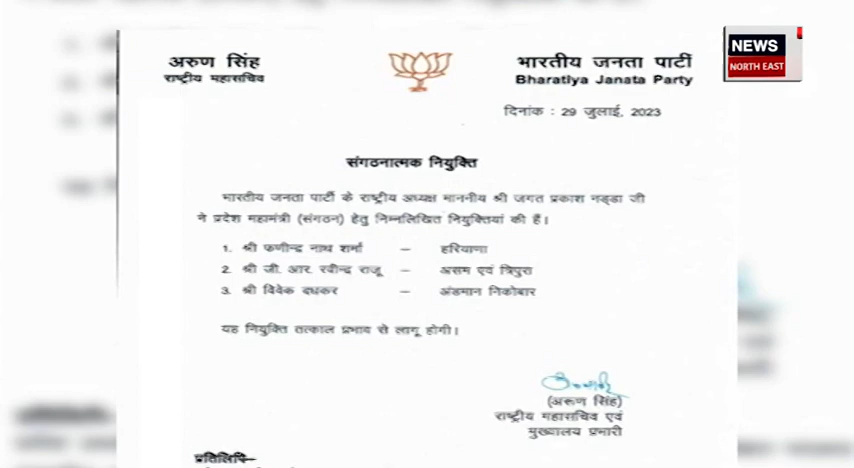 NEWS
NORTH EAST
अरुण सिंह
राष्ट्रीय महासचिव
भारतीय जनता पार्टी
Bharatiya Janata Party
दिनांक : 29 जुलाई, 2023
संगठनात्मक नियुक्ति
भारतीय जनता पार्टी के राष्ट्रीय अध्यक्ष माननीय श्री जगत प्रकाश नड्डा जी
ने प्रदेश महामंत्री (संगठन) हेतु निम्नलिखित नियुक्तियां की हैं।
1. श्री फणीन्द्र नाथ शर्मा – हरियाणा
2. श्री जी. आर. रवीन्द्र राजू – असम एवं त्रिपुरा
3. श्री विवेक दधकर – अंडमान निकोबार
यह नियुक्ति तत्काल प्रभाव से लागू होगी।
(अरूण सिंह)
राष्ट्रीय महासचिव एवं
मुख्यालय प्रभारी
प्रतिलिपि–